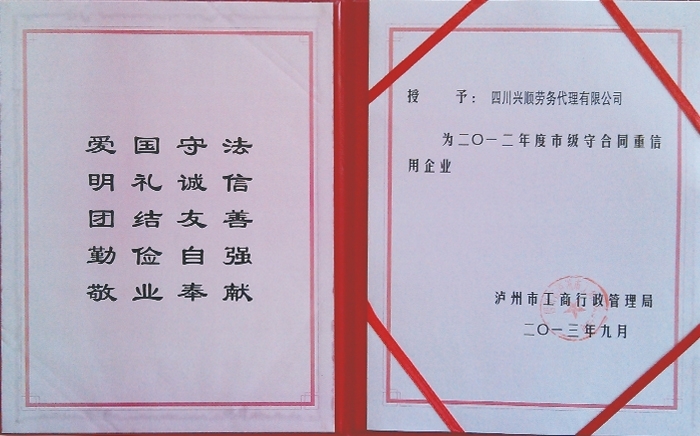 爱国守法
明礼诚信
团结友善
勤俭自强
敬业奉献
授 予：四川兴顺劳务代理有限公司
为二〇一二年度市级守合同重信
用企业
泸州市工商行政管理局
二〇一三年九月